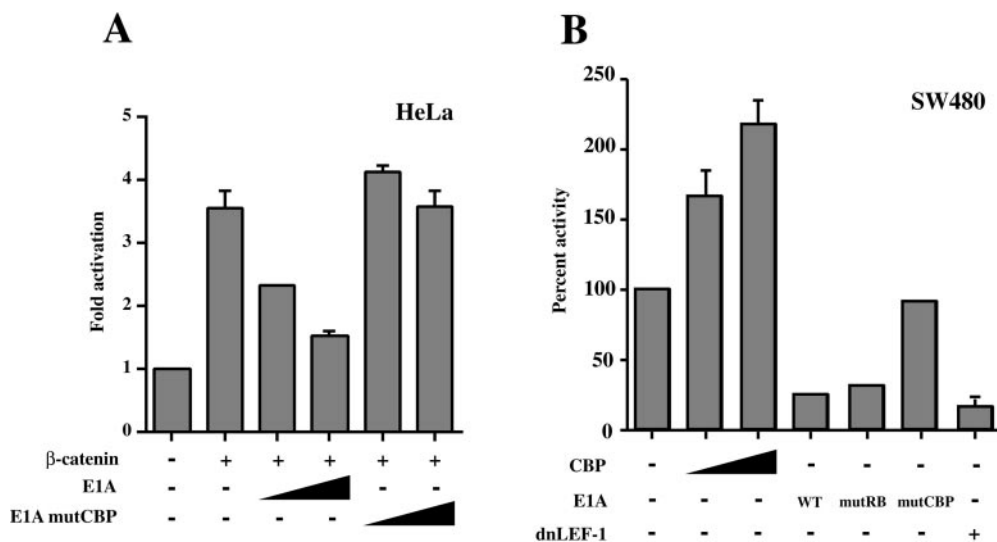 A
HeLa
Fold activation
5
4
3
2
1
0
β-catenin - + + + + +
E1A - - - -
E1A mutCBP - - - -
B
SW480
Percent activity
250
200
150
100
50
0
CBP - - - - -
E1A - - - WT mutRB mutCBP -
dnLEF-1 - - - - - - +